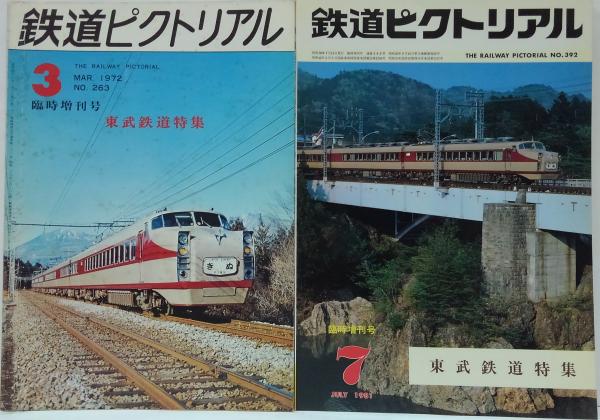 鉄道ピクトリアル
THE RAILWAY PICTORIAL
3
MAR. 1972
NO. 263
臨時増刊号
東武鉄道特集
きぬ
鉄道ピクトリアル
THE RAILWAY PICTORIAL NO.392
臨時増刊号
7
JULY 1981
東武鉄道特集